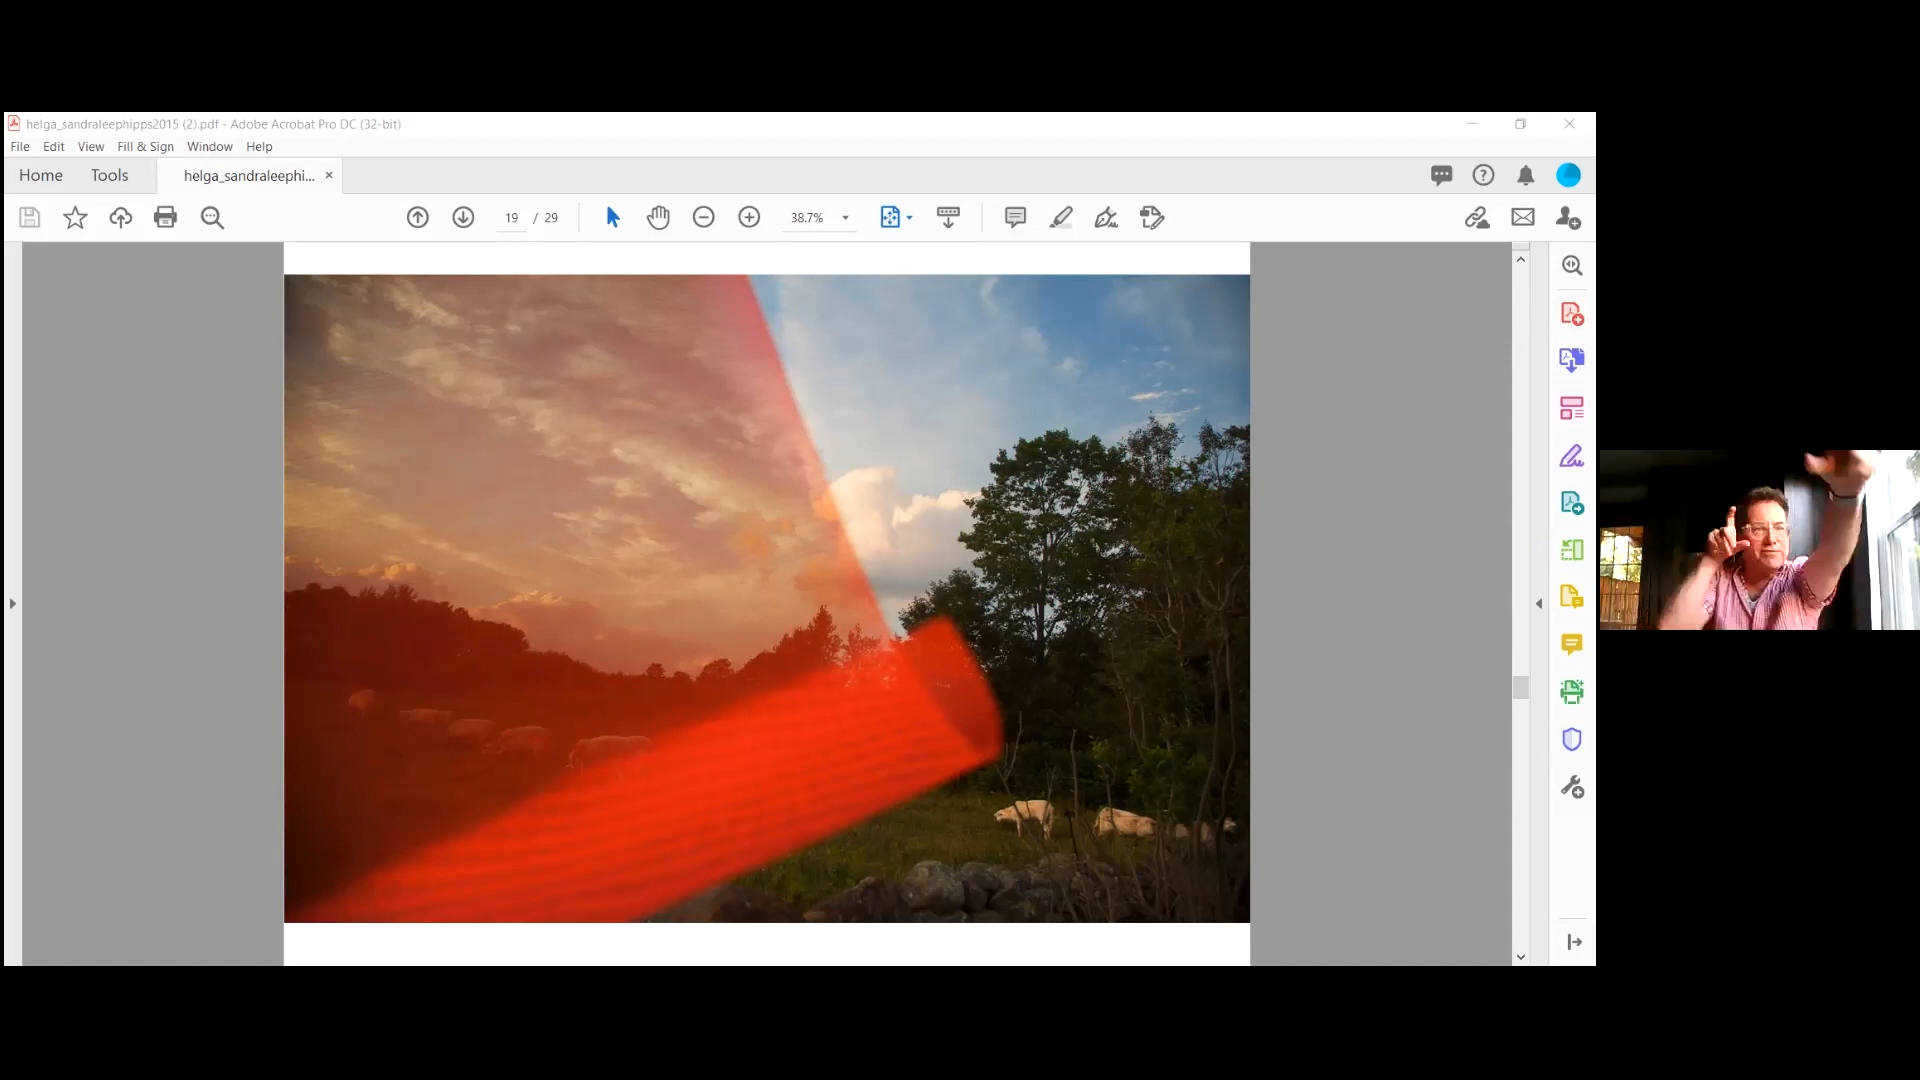 helga_sandraleephipps2015 (2).pdf - Adobe Acrobat Pro DC (32-bit)
File Edit View Fill & Sign Window Help
Home Tools helga_sandraleephi... ×
19 / 29 38.7%